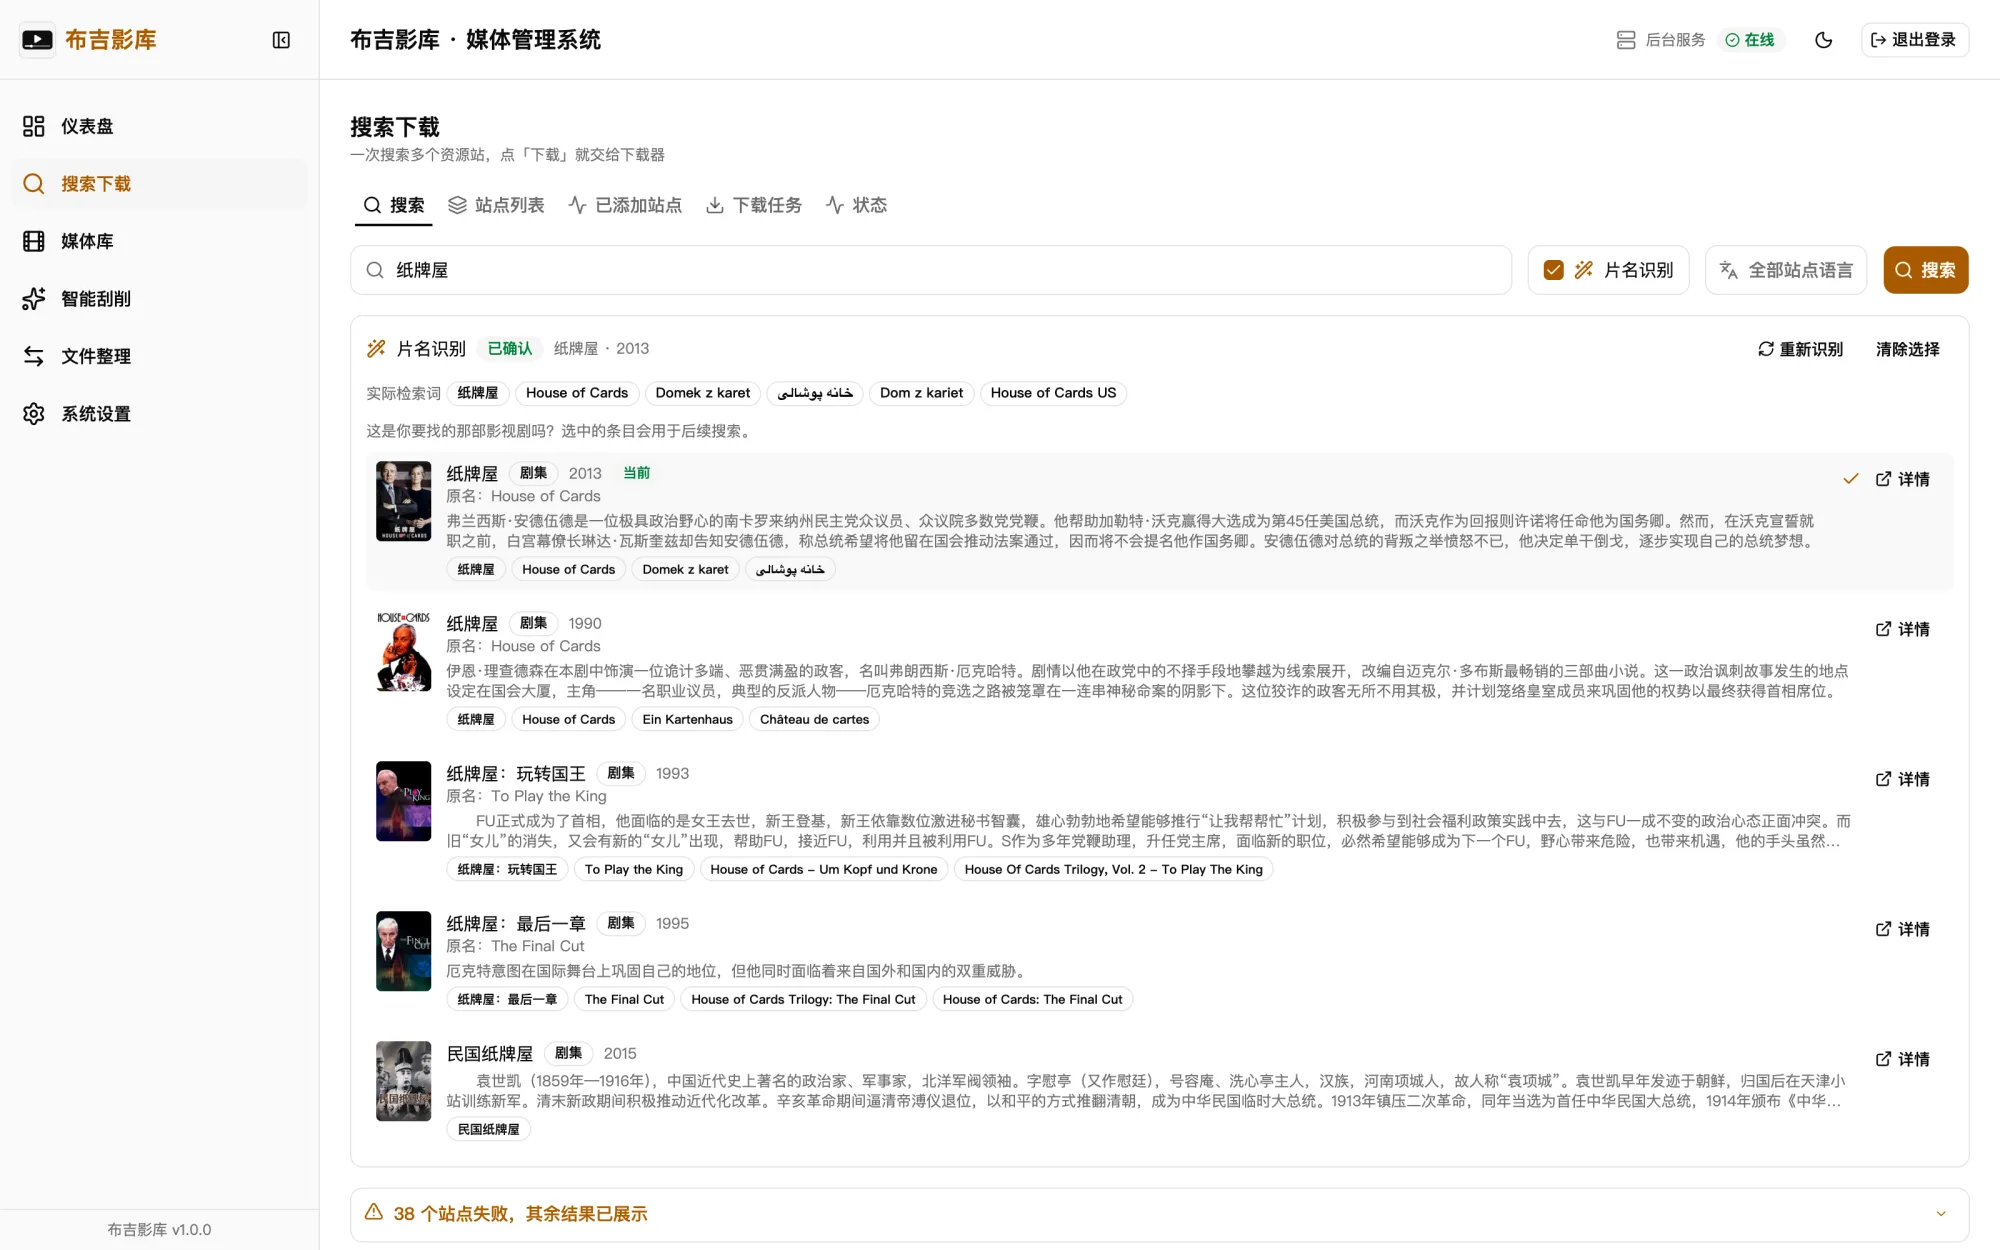 布吉影库
布吉影库 · 媒体管理系统
后台服务
在线
退出登录
仪表盘
搜索下载
媒体库
智能刮削
文件整理
系统设置
布吉影库 v1.0.0
搜索下载
一次搜索多个资源站，点「下载」就交给下载器
搜索 站点列表 已添加站点 下载任务 状态
纸牌屋
片名识别
全部站点语言
搜索
片名识别 已确认 纸牌屋 · 2013
重新识别 清除选择
实际检索词 纸牌屋 House of Cards Domek z karet خانه پوشالی Dom z kariet House of Cards US
这是你要找的那部影视剧吗？选中的条目会用于后续搜索。
纸牌屋 剧集 2013 当前
详情
原名：House of Cards
弗兰西斯·安德伍德是一位极具政治野心的南卡罗来纳州民主党众议员、众议院多数党党鞭。他帮助加勒特·沃克赢得大选成为第45任美国总统，而沃克作为回报则许诺将任命他为国务卿。然而，在沃克宣誓就
职之前，白宫幕僚长琳达·瓦斯奎兹却告知安德伍德，称总统希望将他留在国会推动法案通过，因而将不会提名他作国务卿。安德伍德对总统的背叛之举愤怒不已，他决定单干倒戈，逐步实现自己的总统梦想。
纸牌屋 House of Cards Domek z karet خانه پوشالی
纸牌屋
HOUSE OF CARDS
纸牌屋 剧集 1990
详情
原名：House of Cards
伊恩·理查德森在本剧中饰演一位诡计多端、恶贯满盈的政客，名叫弗朗西斯·厄克哈特。剧情以他在政党中的不择手段地攀越为线索展开，改编自迈克尔·多布斯最畅销的三部曲小说。这一政治讽刺故事发生的地点
设定在国会大厦，主角——一名职业议员，典型的反派人物——厄克哈特的竞选之路被笼罩在一连串神秘命案的阴影下。这位狡诈的政客无所不用其极，并计划笼络皇室成员来巩固他的权势以最终获得首相席位。
纸牌屋 House of Cards Ein Kartenhaus Château de cartes
HOUSE OF CARDS
纸牌屋：玩转国王 剧集 1993
详情
原名：To Play the King
FU正式成为了首相，他面临的是女王去世，新王登基，新王依靠数位激进秘书智囊，雄心勃勃地希望能够推行“让我帮帮忙”计划，积极参与到社会福利政策实践中去，这与FU一成不变的政治心态正面冲突。而
旧“女儿”的消失，又会有新的“女儿”出现，帮助FU，接近FU，利用并且被利用FU。S作为多年党鞭助理，升任党主席，面临新的职位，必然希望能够成为下一个FU，野心带来危险，也带来机遇，他的手头虽然...
纸牌屋：玩转国王 To Play the King House of Cards – Um Kopf und Krone House Of Cards Trilogy, Vol. 2 – To Play The King
纸牌屋：最后一章 剧集 1995
详情
原名：The Final Cut
厄克特意图在国际舞台上巩固自己的地位，但他同时面临着来自国外和国内的双重威胁。
纸牌屋：最后一章 The Final Cut House of Cards Trilogy: The Final Cut House of Cards: The Final Cut
民国纸牌屋 剧集 2015
详情
袁世凯（1859年—1916年），中国近代史上著名的政治家、军事家，北洋军阀领袖。字慰亭（又作慰廷），号容庵、洗心亭主人，汉族，河南项城人，故人称“袁项城”。袁世凯早年发迹于朝鲜，归国后在天津小
站训练新军。清末新政期间积极推动近代化改革。辛亥革命期间逼清帝溥仪退位，以和平的方式推翻清朝，成为中华民国临时大总统。1913年镇压二次革命，同年当选为首任中华民国大总统，1914年颁布《中华...
民国纸牌屋
38 个站点失败，其余结果已展示